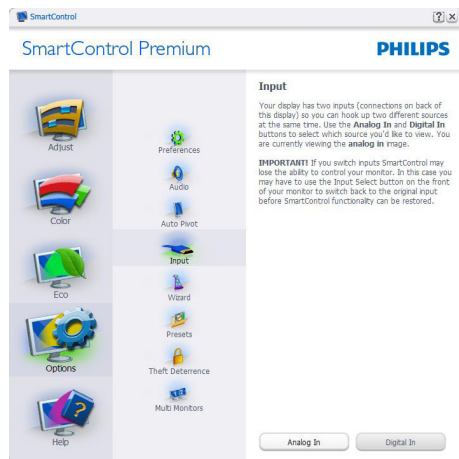 SmartControl
? ×
SmartControl Premium
PHILIPS
Adjust
Color
Eco
Options
Help
Preferences
Audio
Auto Pivot
Input
Wizard
Presets
Theft Deterrence
Multi Monitors
Input
Your display has two inputs (connections on back of
this display) so you can hook up two different sources
at the same time. Use the Analog In and Digital In
buttons to select which source you'd like to view. You
are currently viewing the analog in image.
IMPORTANT! If you switch inputs SmartControl may
lose the ability to control your monitor. In this case you
may have to use the Input Select button on the front
of your monitor to switch back to the original input
before SmartControl functionality can be restored.
Analog In
Digital In